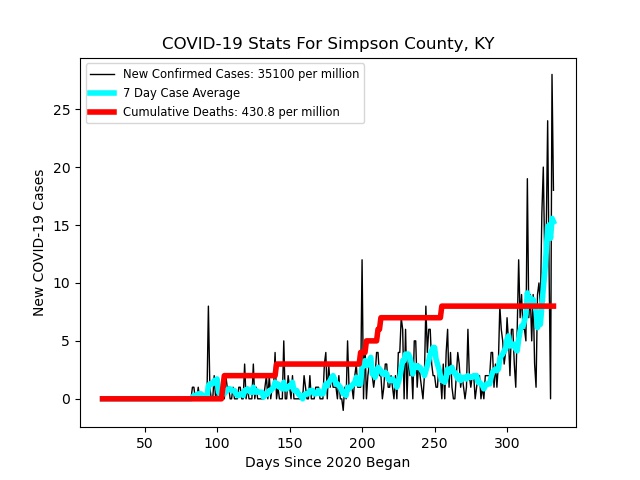 COVID-19 Stats For Simpson County, KY
New Confirmed Cases: 35100 per million
7 Day Case Average
Cumulative Deaths: 430.8 per million
New COVID-19 Cases
25
20
15
10
5
0
50
100
150
200
250
300
Days Since 2020 Began